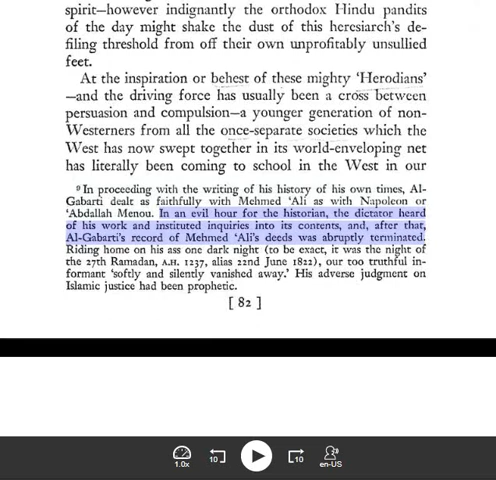 spirit—however indignantly the orthodox Hindu pandits
of the day might shake the dust of this heresiarch's de-
filing threshold from off their own unprofitably unsullied
feet.
At the inspiration or behest of these mighty 'Herodians'
—and the driving force has usually been a cross between
persuasion and compulsion—a younger generation of non-
Westerners from all the once-separate societies which the
West has now swept together in its world-enveloping net
has literally been coming to school in the West in our
⁹ In proceeding with the writing of his history of his own times, Al-
Gabarti dealt as faithfully with Mehmed 'Ali as with Napoleon or
'Abdallah Menou. In an evil hour for the historian, the dictator heard
of his work and instituted inquiries into its contents, and, after that,
Al-Gabarti's record of Mehmed 'Ali's deeds was abruptly terminated.
Riding home on his ass one dark night (to be exact, it was the night of
the 27th Ramadan, A.H. 1237, alias 22nd June 1822), our too truthful in-
formant 'softly and silently vanished away.' His adverse judgment on
Islamic justice had been prophetic.
[ 82 ]
1.0x
10
10
en-US